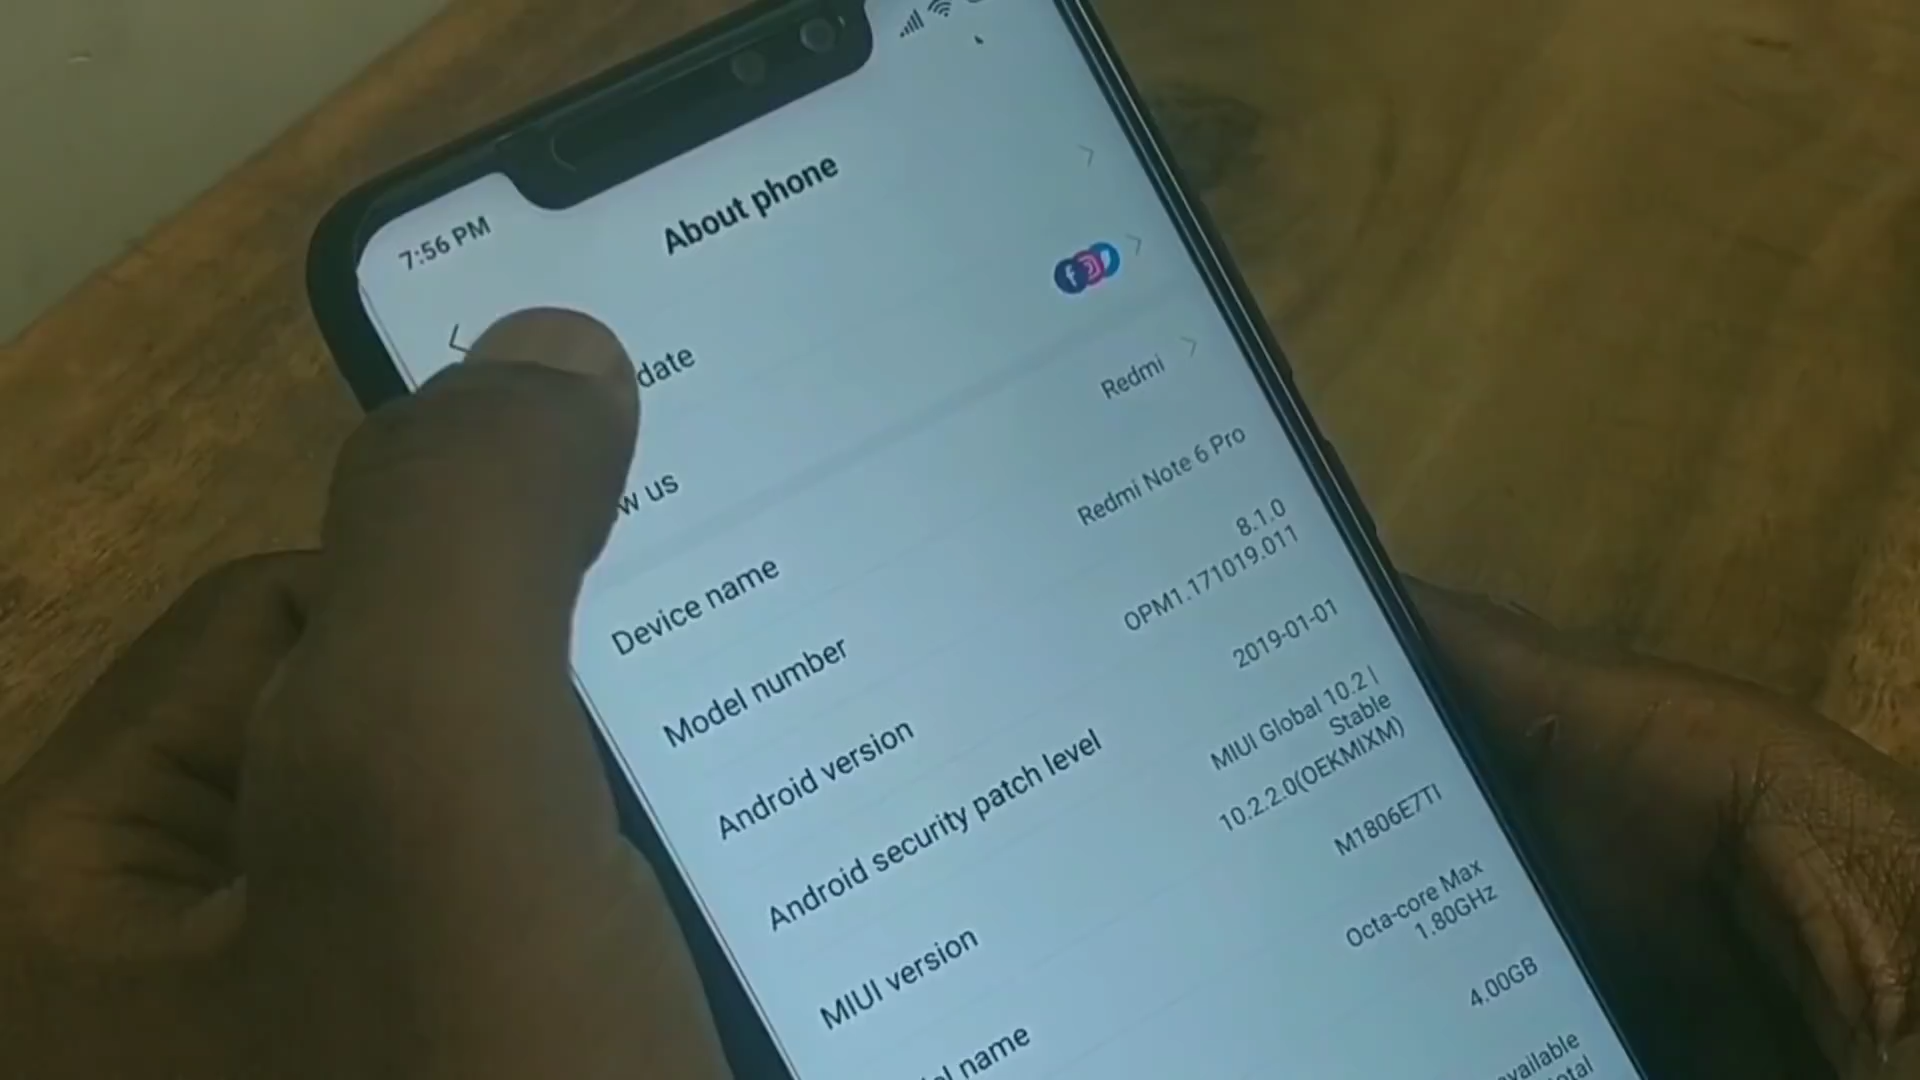 7:56 PM
About phone
date
w us
Device name
Redmi
Model number
Redmi Note 6 Pro
Android version
8.1.0
OPM1.171019.011
Android security patch level
2019-01-01
MIUI version
MIUI Global 10.2 |
Stable
10.2.2.0(OEKMIXM)
name
M1806E7TI
Octa-core Max
1.80GHz
4.00GB